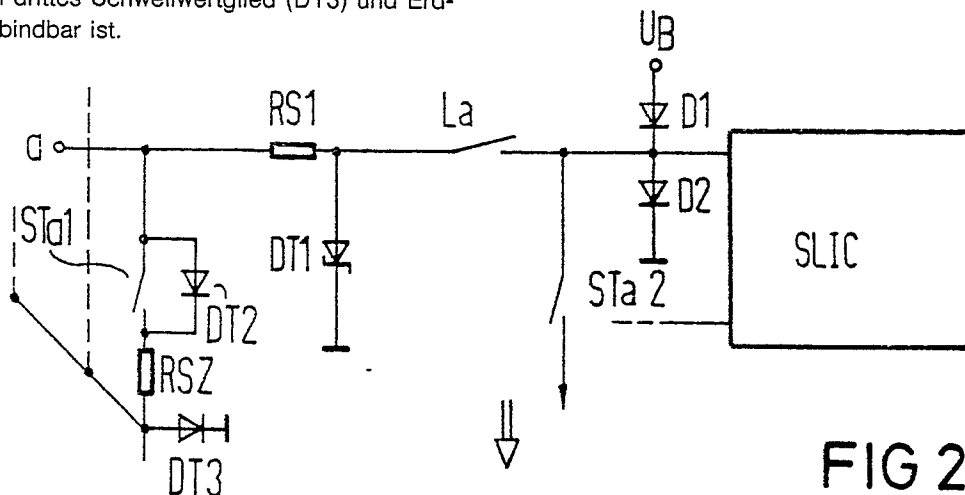 drittes Schwellwertglied (DT3) und Erd-
bindbar ist.
UB
RS1
La
D1
a
D2
STa1
DT1
SLIC
DT2
STa 2
RSZ
DT3
FIG 2